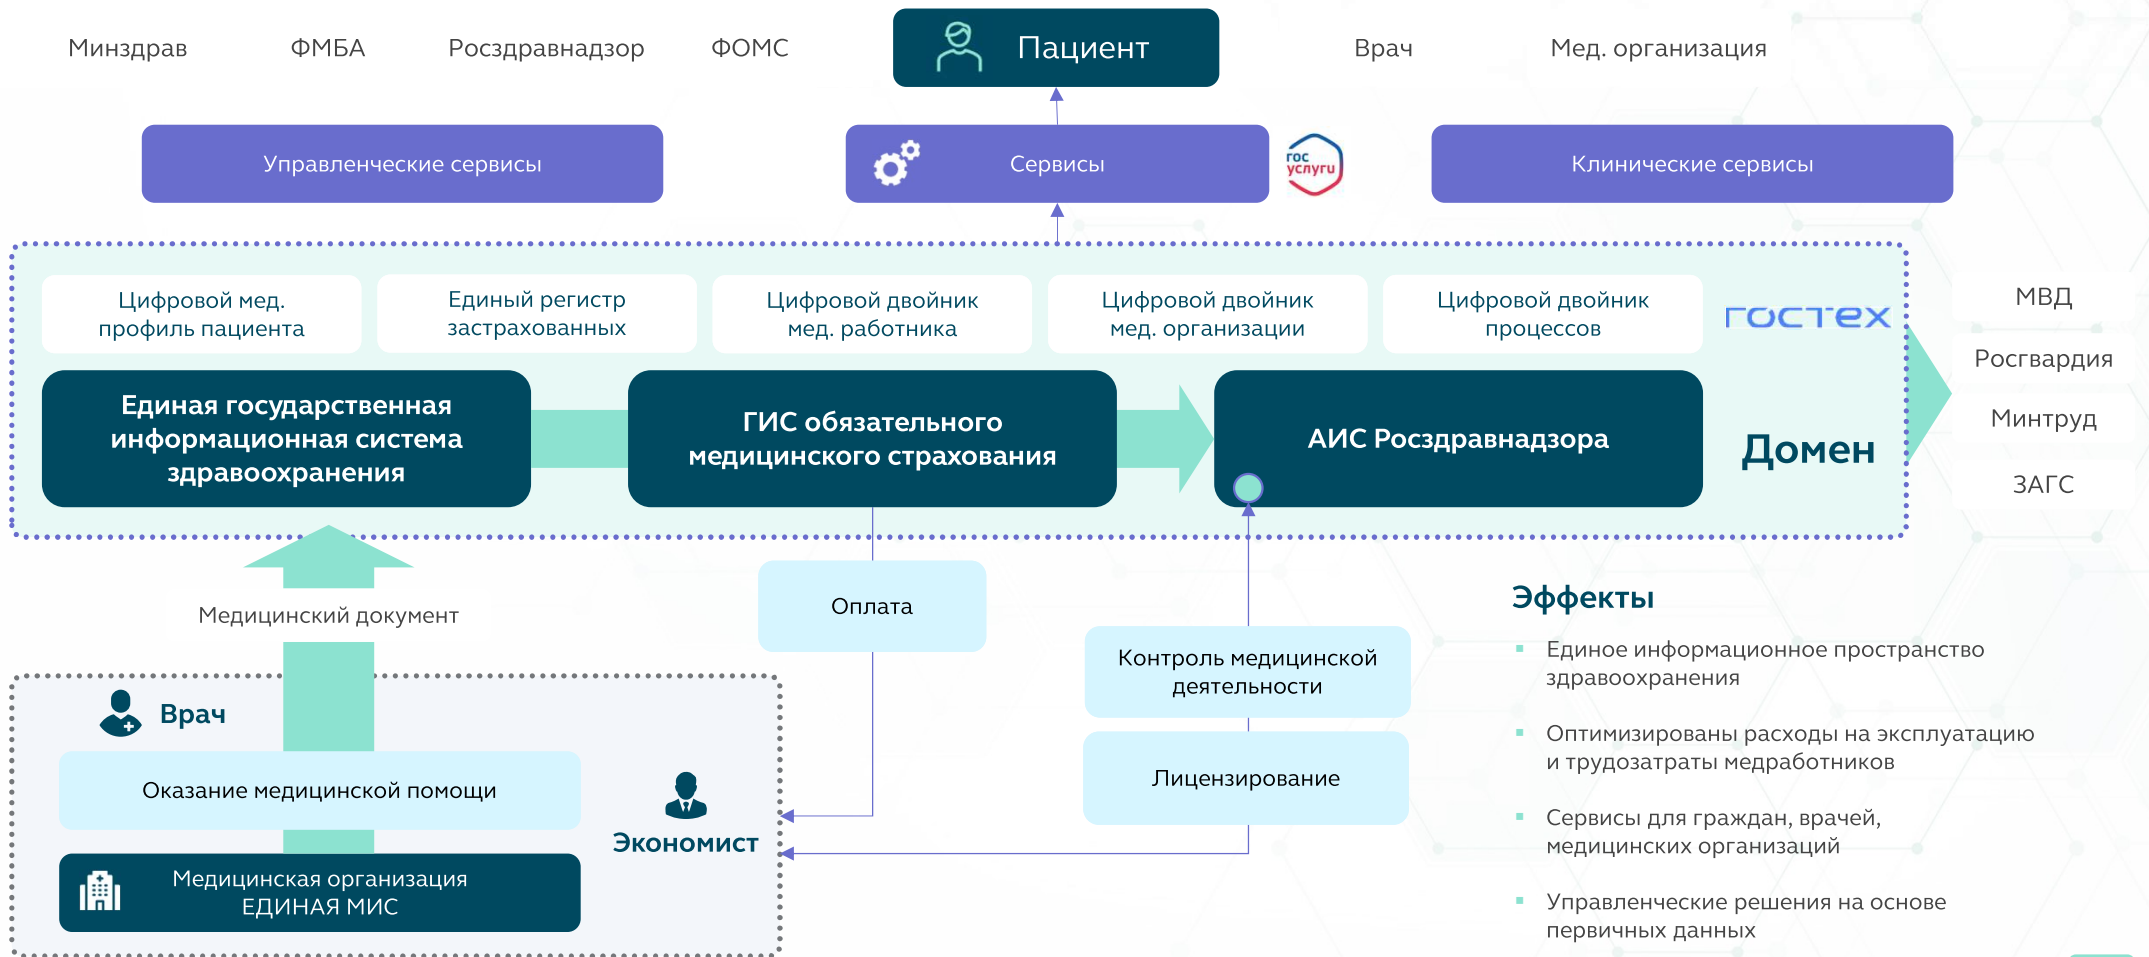 Минздрав
ФМБА
Росздравнадзор
ФОМС
Пациент
Врач
Мед. организация
Управленческие сервисы
Сервисы
гос
услуги
Клинические сервисы
Цифровой мед.
профиль пациента
Единый регистр
застрахованных
Цифровой двойник
мед. работника
Цифровой двойник
мед. организации
Цифровой двойник
процессов
ГОСТЕХ
Единая государственная
информационная система
здравоохранения
ГИС обязательного
медицинского страхования
АИС Росздравнадзора
Домен
МВД
Росгвардия
Минтруд
ЗАГС
Медицинский документ
Оплата
Контроль медицинской
деятельности
Лицензирование
Врач
Оказание медицинской помощи
Экономист
Медицинская организация
ЕДИНАЯ МИС
Эффекты
Единое информационное пространство
здравоохранения
Оптимизированы расходы на эксплуатацию
и трудозатраты медработников
Сервисы для граждан, врачей,
медицинских организаций
Управленческие решения на основе
первичных данных